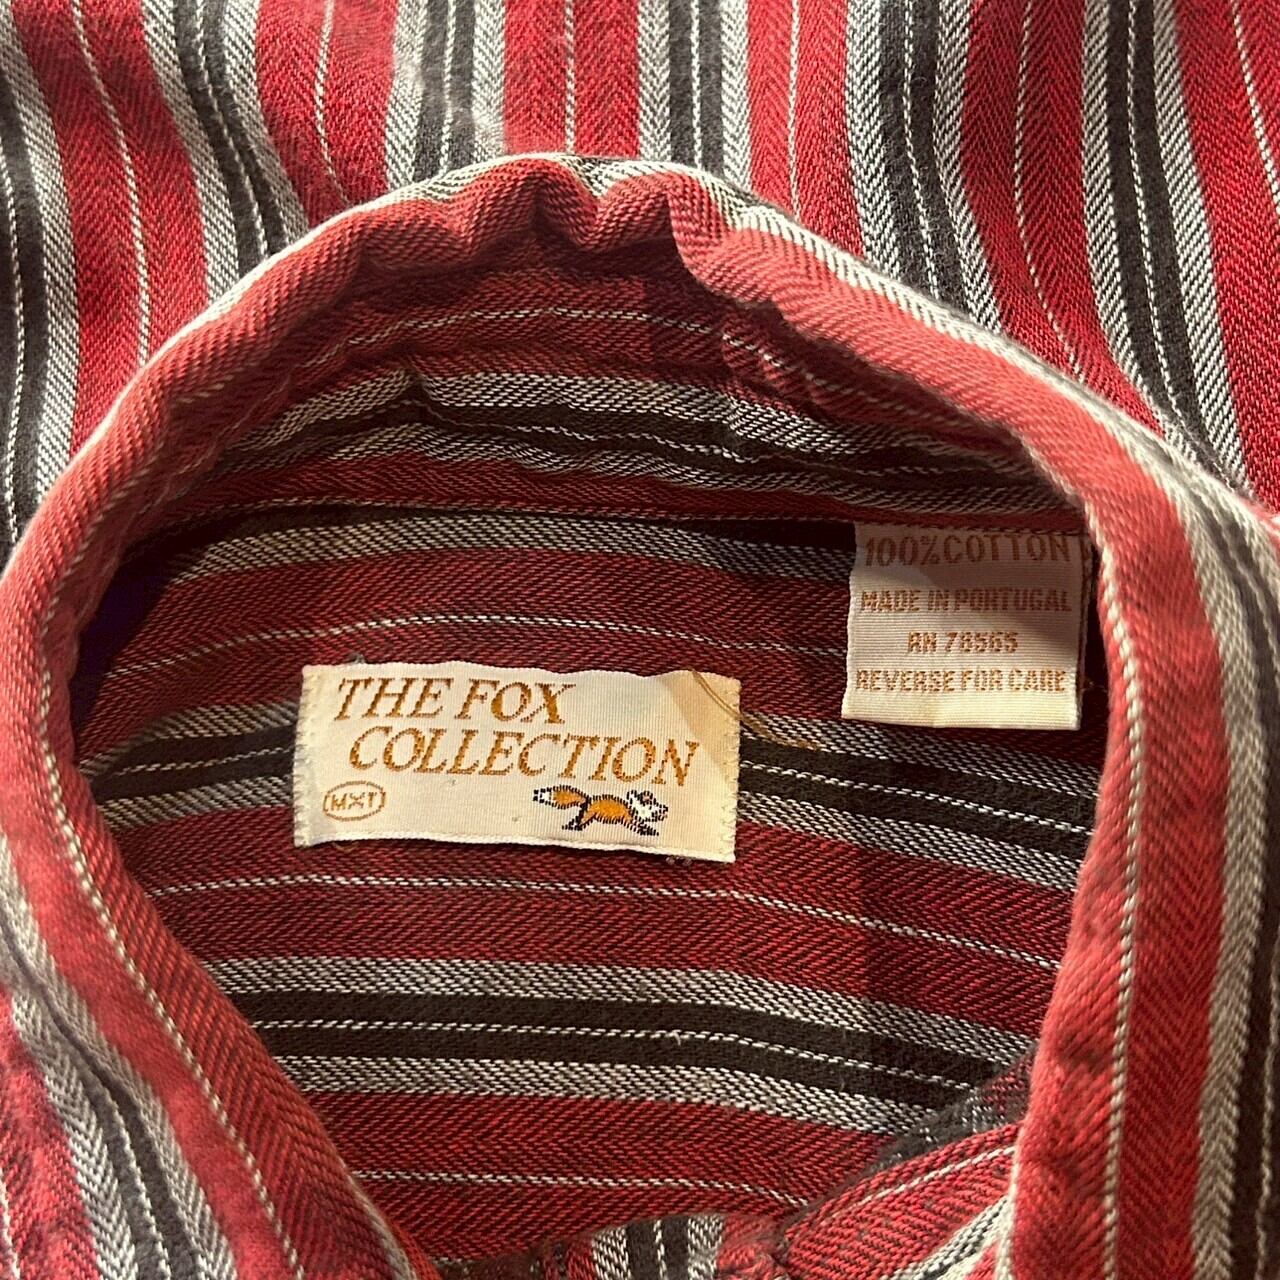 100% COTTON
MADE IN PORTUGAL
RN 78565
REVERSE FOR CARE
THE FOX
COLLECTION
MXT